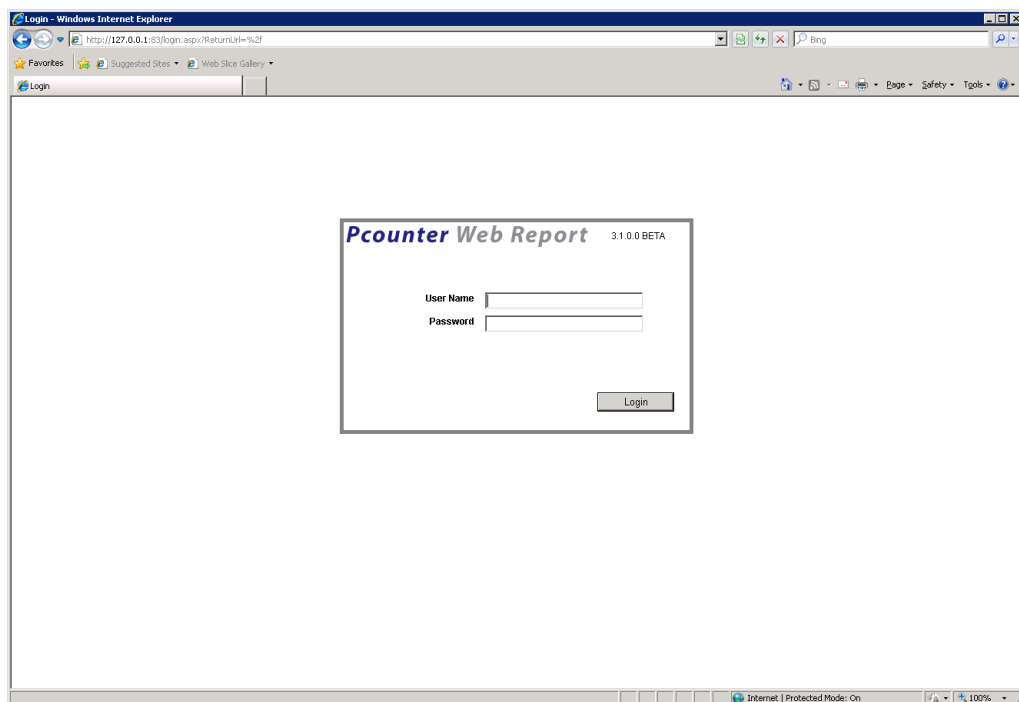 Login - Windows Internet Explorer
http://127.0.0.1:83/login.aspx?ReturnUrl=%2f
Bing
Favorites Suggested Sites Web Slice Gallery
Login
Page Safety Tools
Pcounter Web Report 3.1.0.0 BETA
User Name
Password
Login
Internet | Protected Mode: On 100%